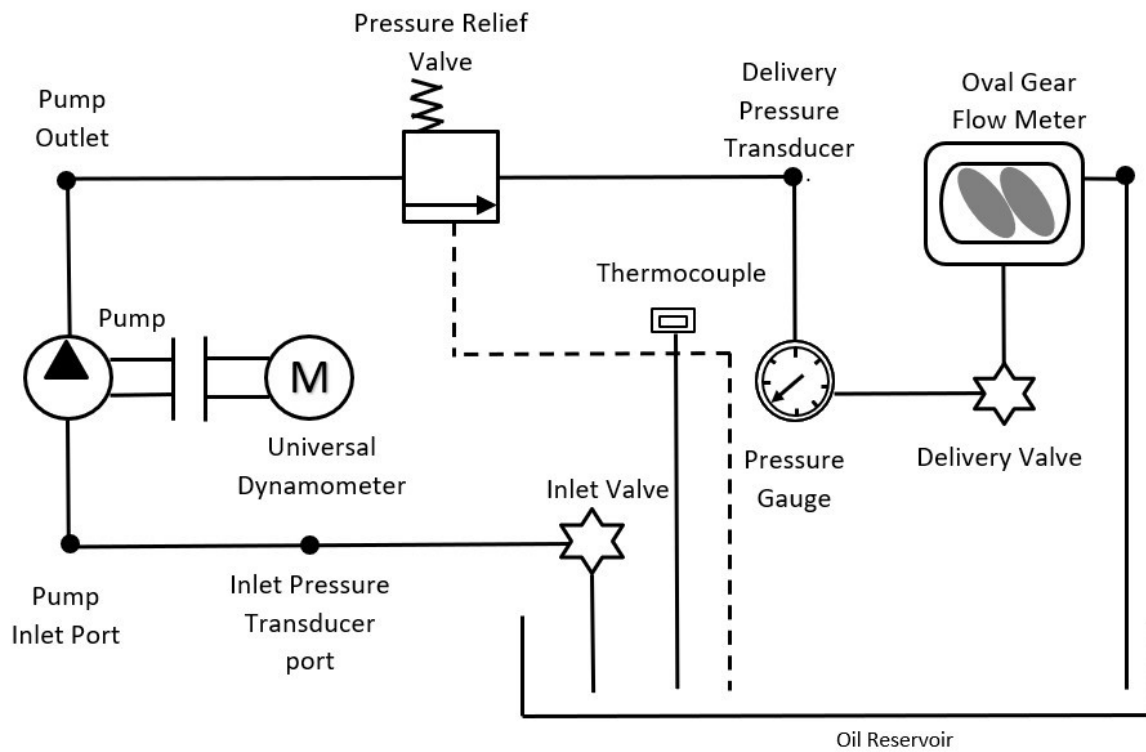 Pressure Relief
Valve
Pump
Outlet
Delivery
Pressure
Transducer
Oval Gear
Flow Meter
Thermocouple
Pump
M
Universal
Dynamometer
Inlet Valve
Pressure
Gauge
Delivery Valve
Pump
Inlet Port
Inlet Pressure
Transducer
port
Oil Reservoir